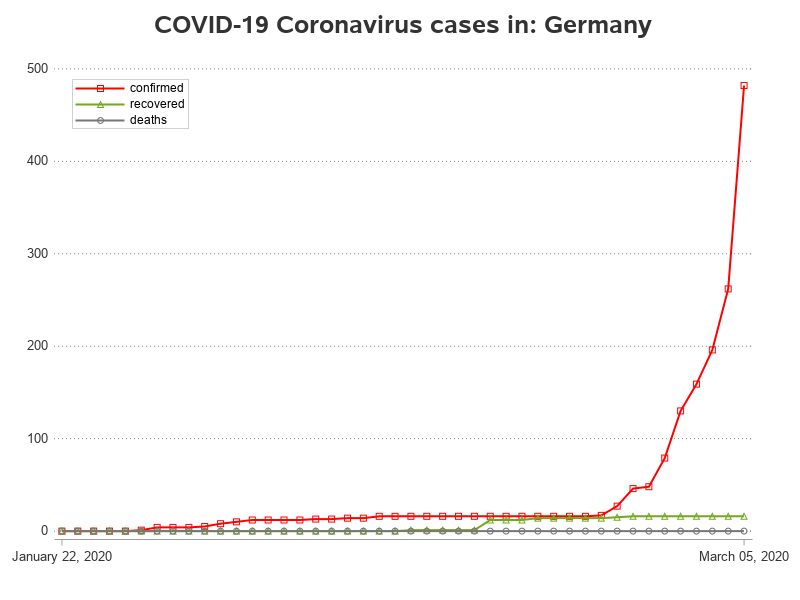 COVID-19 Coronavirus cases in: Germany
500
confirmed
recovered
deaths
400
300
200
100
0
January 22, 2020
March 05, 2020